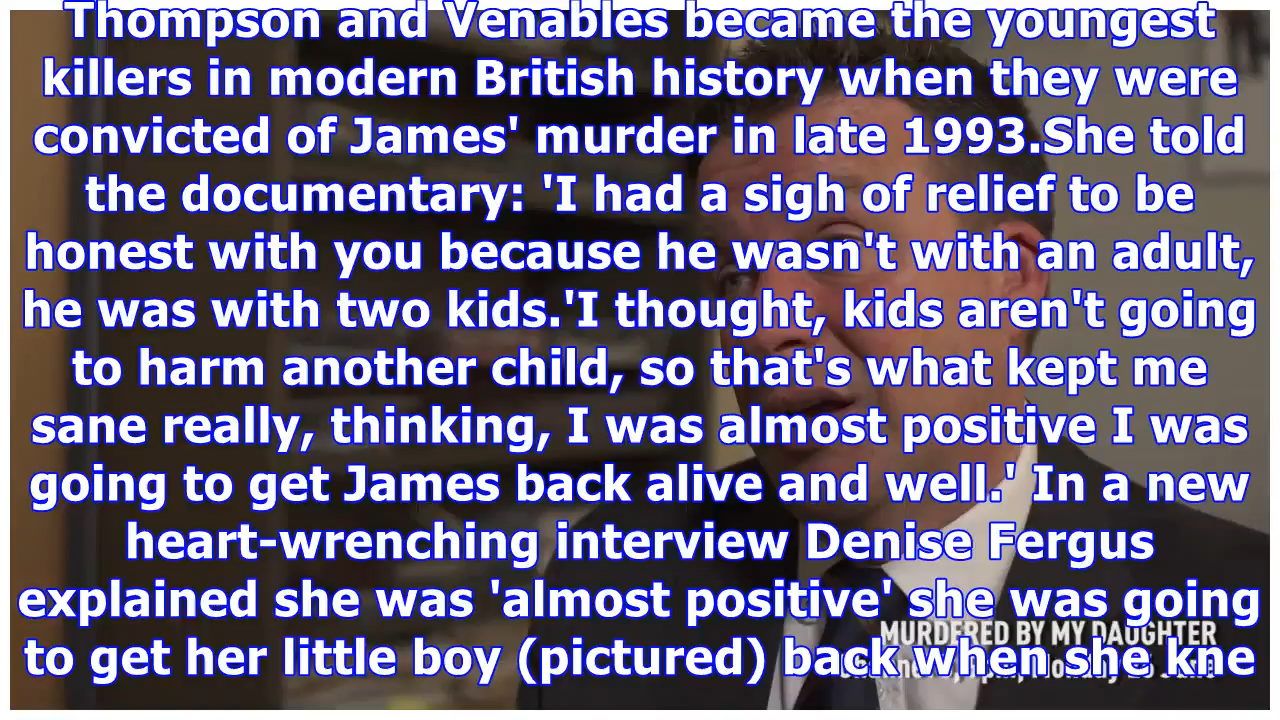 Thompson and Venables became the youngest
killers in modern British history when they were
convicted of James' murder in late 1993.She told
the documentary: 'I had a sigh of relief to be
honest with you because he wasn't with an adult,
he was with two kids.'I thought, kids aren't going
to harm another child, so that's what kept me
sane really, thinking, I was almost positive I was
going to get James back alive and well.' In a new
heart-wrenching interview Denise Fergus
explained she was 'almost positive' she was going
MURDERED BY MY DAUGHTER
to get her little boy (pictured) back when she kne